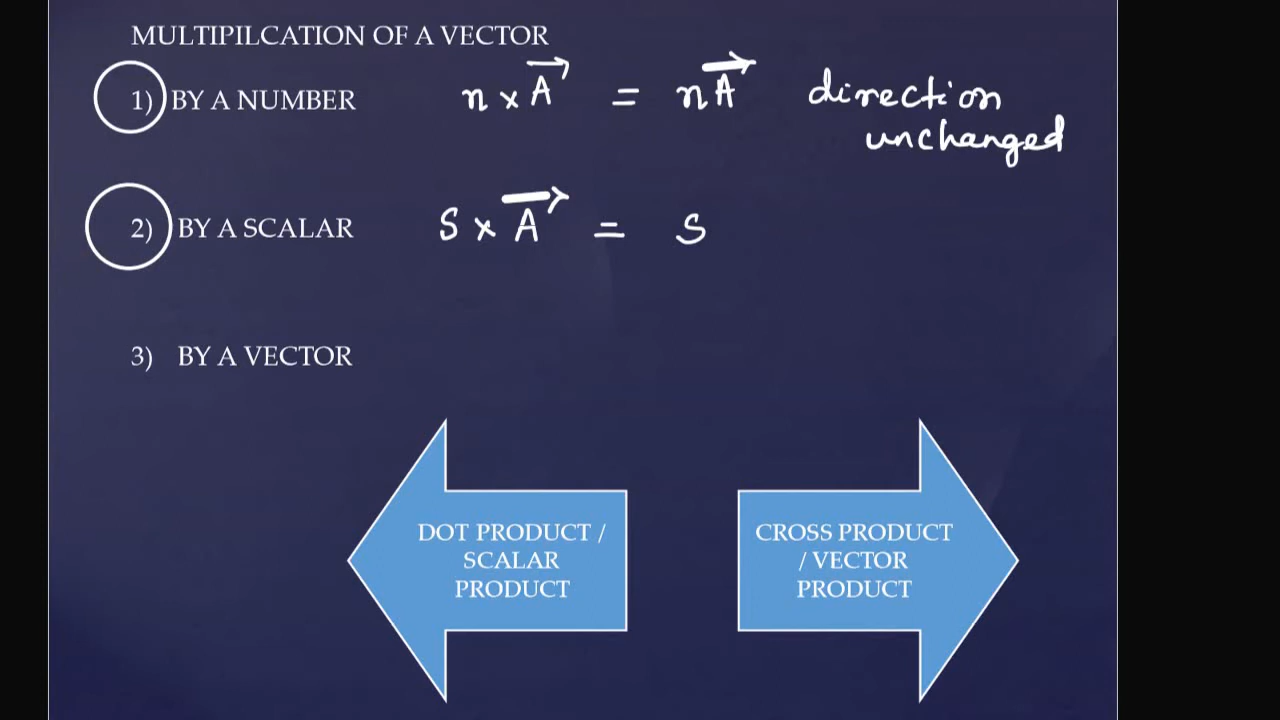 MULTIPILCATION OF A VECTOR
1) BY A NUMBER n × A⃗ = nA⃗ direction
unchanged
2) BY A SCALAR S × A⃗ = S
3) BY A VECTOR
DOT PRODUCT /
SCALAR
PRODUCT
CROSS PRODUCT
/ VECTOR
PRODUCT